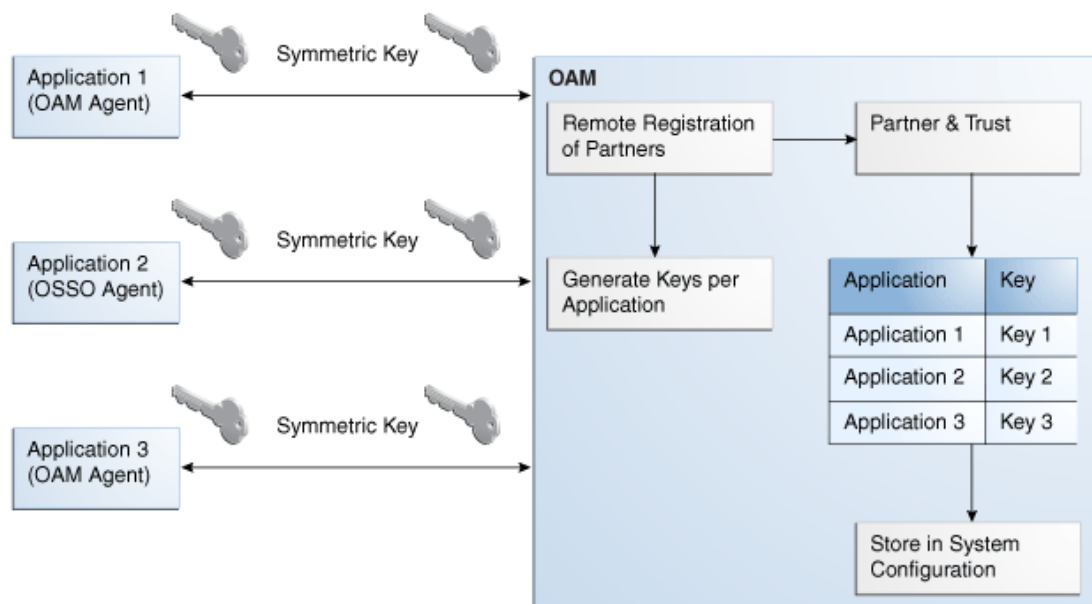 Symmetric Key
Application 1
(OAM Agent)
OAM
Remote Registration
of Partners
Partner & Trust
Symmetric Key
Application 2
(OSSO Agent)
Generate Keys per
Application
Application Key
Application 1 Key 1
Application 2 Key 2
Application 3 Key 3
Symmetric Key
Application 3
(OAM Agent)
Store in System
Configuration